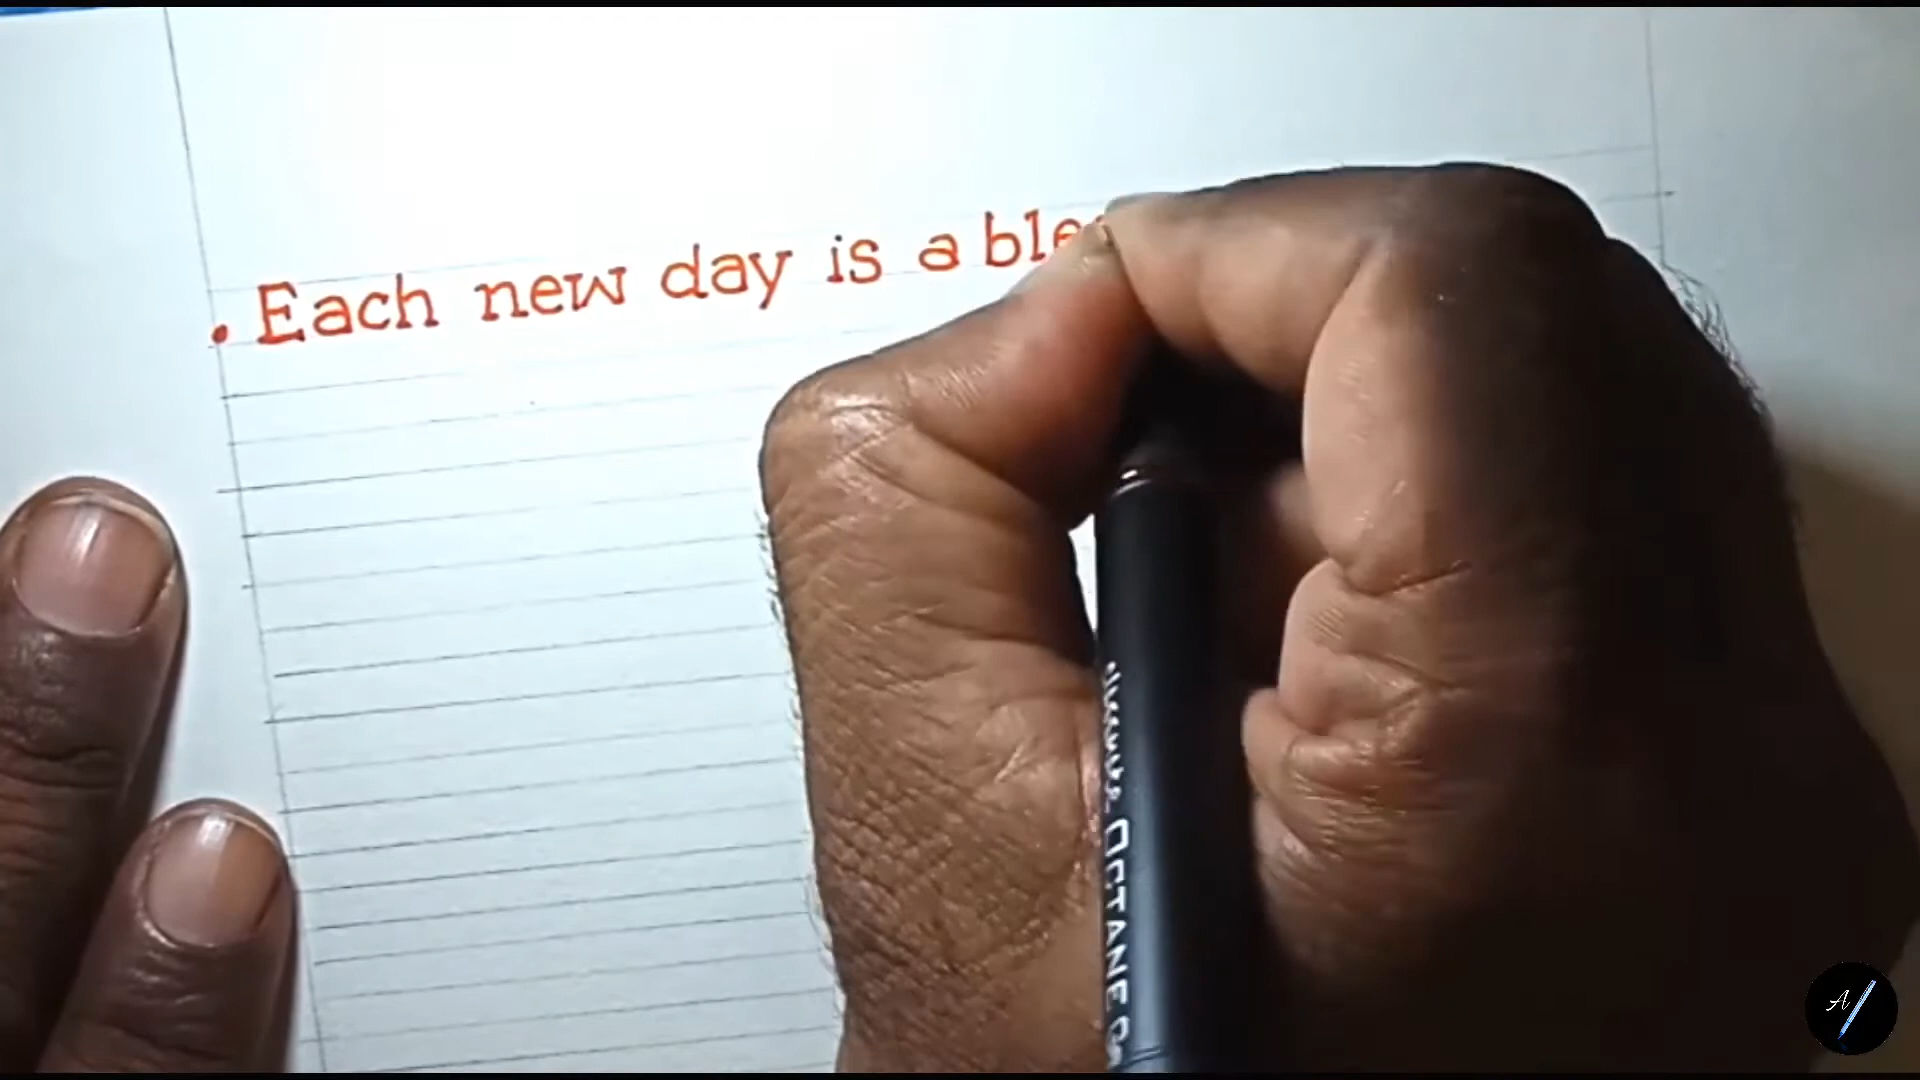 • Each new day is a ble
OCTANE
A